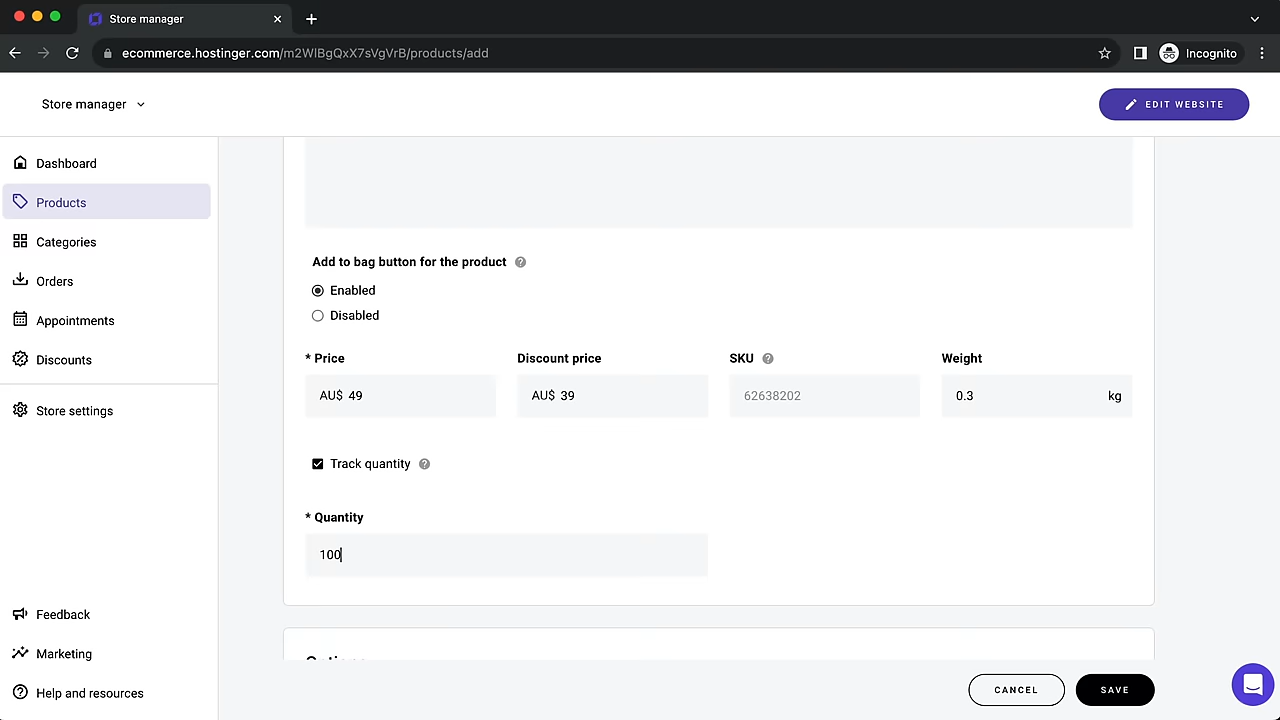 Store manager
ecommerce.hostinger.com/m2WlBgQxX7sVgVrB/products/add
Incognito
Store manager
EDIT WEBSITE
Dashboard
Products
Categories
Orders
Appointments
Discounts
Store settings
Feedback
Marketing
Help and resources
Add to bag button for the product
Enabled
Disabled
* Price Discount price SKU Weight
AU$ 49 AU$ 39 62638202 0.3 kg
Track quantity
* Quantity
100
CANCEL SAVE